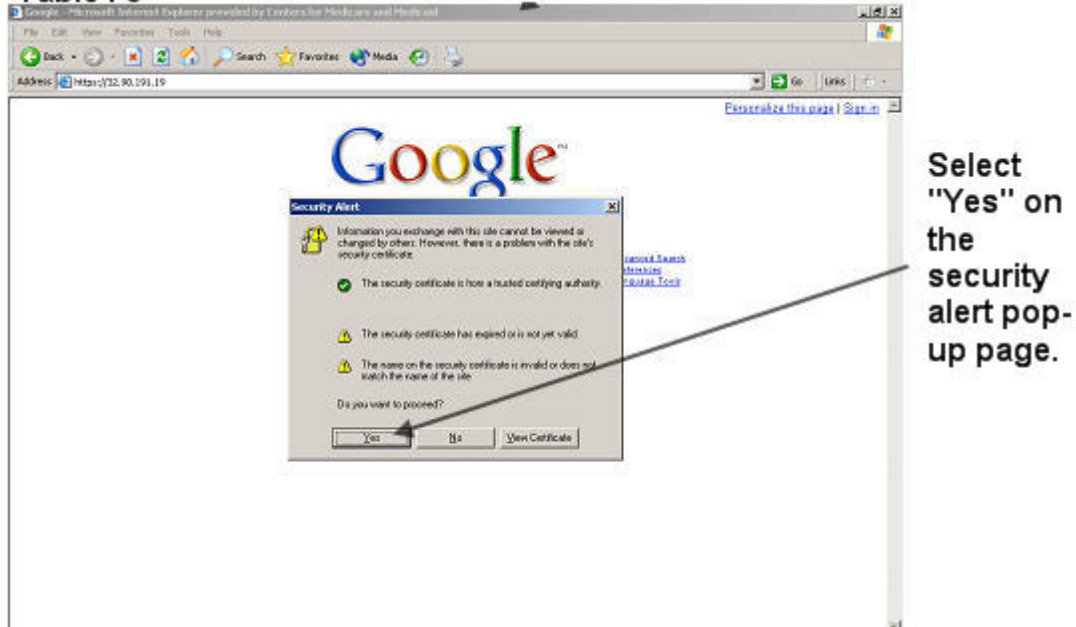 Google - Microsoft Internet Explorer provided by Centers for Medicare and Medicaid
File Edit View Favorites Tools Help
Back Search Favorites Media
Address https://32.90.191.19 Go Links
Personalize this page | Sign in
Google
Security Alert
Information you exchange with this site cannot be viewed or
changed by others. However, there is a problem with the site's
security certificate.
The security certificate is from a trusted certifying authority.
The security certificate has expired or is not yet valid.
The name on the security certificate is invalid or does not
match the name of the site
Do you want to proceed?
Yes No View Certificate
Search
Tools
Select
"Yes" on
the
security
alert pop-
up page.